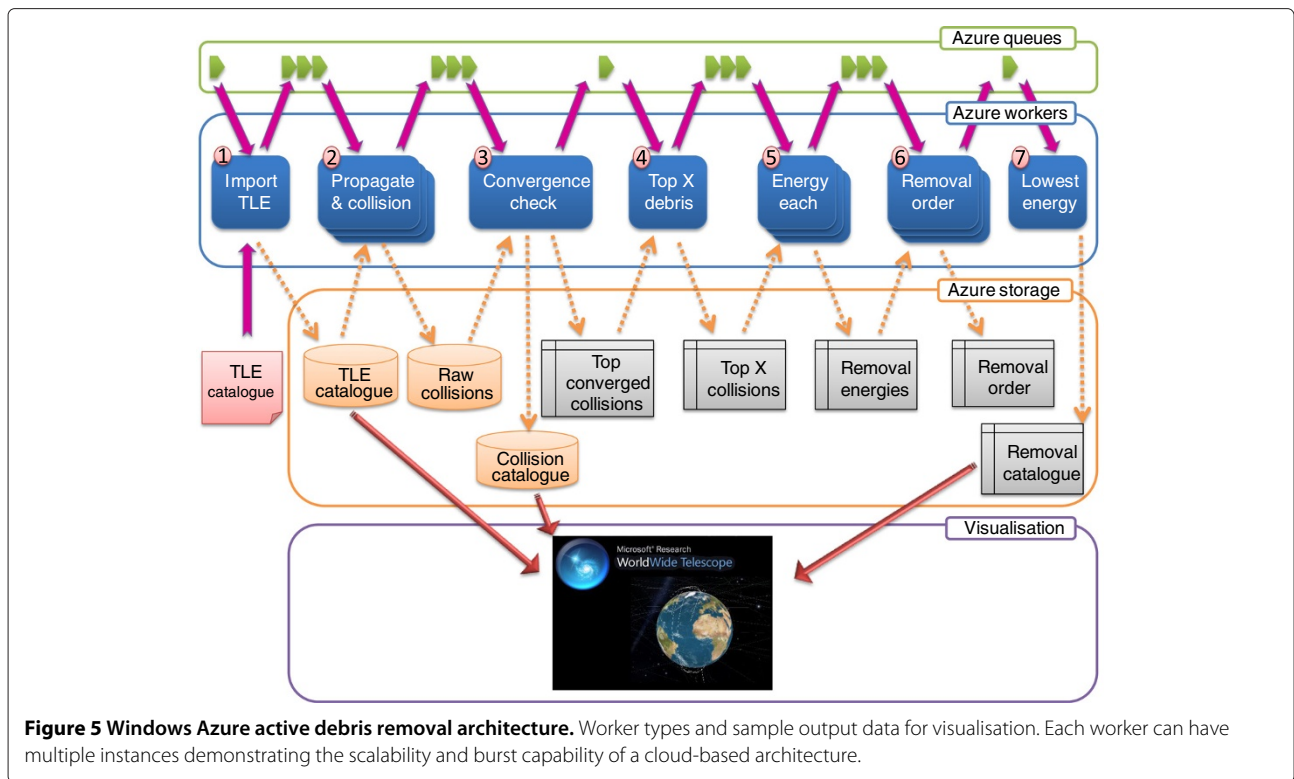 Azure queues
Azure workers
1
Import
TLE
2
Propagate
& collision
3
Convergence
check
4
Top X
debris
5
Energy
each
6
Removal
order
7
Lowest
energy
Azure storage
TLE
catalogue
TLE
catalogue
Raw
collisions
Top
converged
collisions
Top X
collisions
Removal
energies
Removal
order
Collision
catalogue
Removal
catalogue
Visualisation
Microsoft® Research
WorldWide Telescope
Figure 5 Windows Azure active debris removal architecture. Worker types and sample output data for visualisation. Each worker can have
multiple instances demonstrating the scalability and burst capability of a cloud-based architecture.